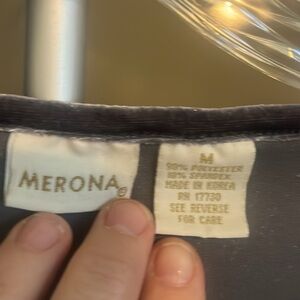 MERONA®
M
90% POLYESTER
10% SPANDEX
MADE IN KOREA
RN 17730
SEE REVERSE
FOR CARE